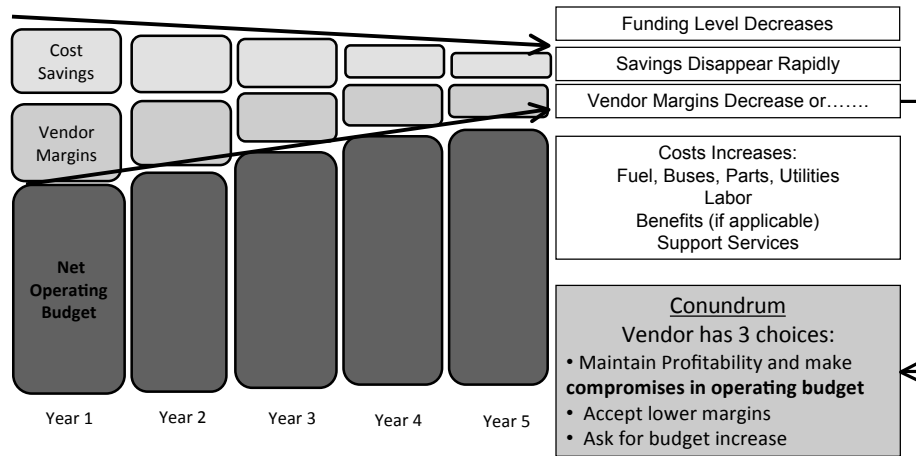 Cost
Savings
Vendor
Margins
Net
Operating
Budget
Year 1
Year 2
Year 3
Year 4
Year 5
Funding Level Decreases
Savings Disappear Rapidly
Vendor Margins Decrease or…….
Costs Increases:
Fuel, Buses, Parts, Utilities
Labor
Benefits (if applicable)
Support Services
Conundrum
Vendor has 3 choices:
• Maintain Profitability and make
compromises in operating budget
• Accept lower margins
• Ask for budget increase